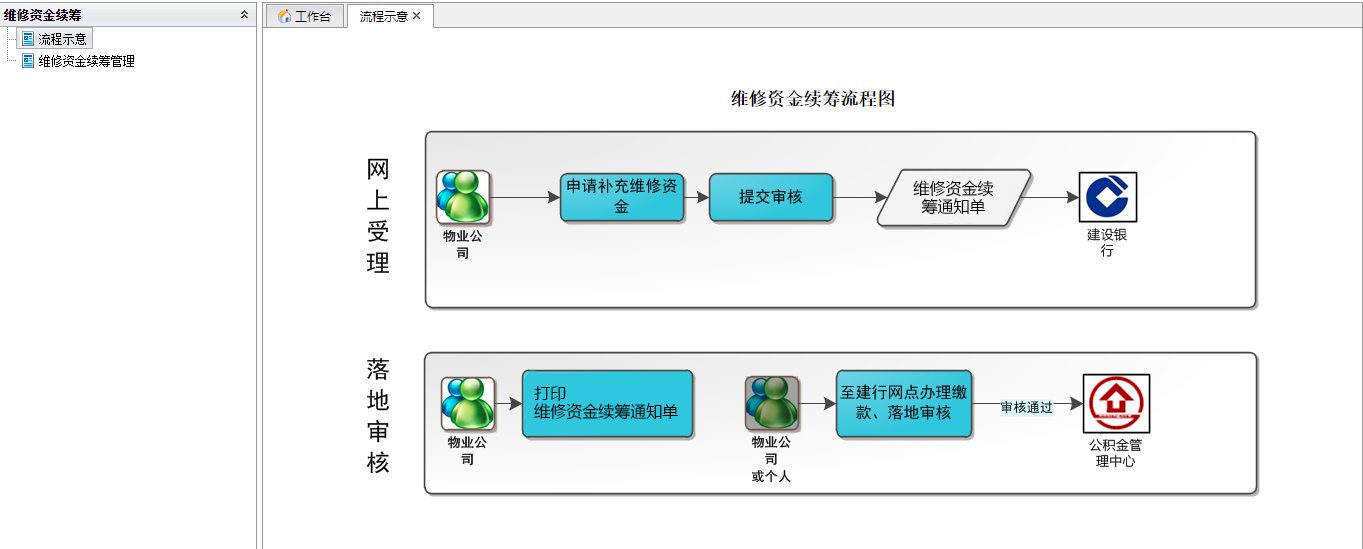 维修资金续筹
工作台
流程示意
流程示意
维修资金续筹管理
维修资金续筹流程图
网
上
受
理
物业公
司
申请补充维修资
金
提交审核
维修资金续
筹通知单
建设银
行
落
地
审
核
物业公
司
打印
维修资金续筹通知单
物业公
司
或个人
至建行网点办理缴
款、落地审核
审核通过
公积金管
理中心